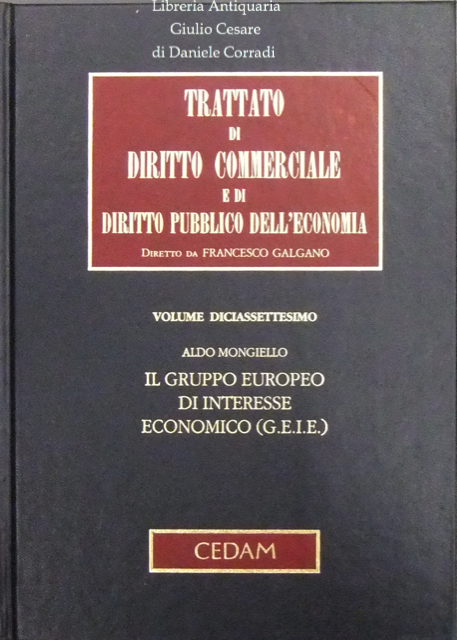 Libreria Antiquaria
Giulio Cesare
di Daniele Corradi
TRATTATO
DI
DIRITTO COMMERCIALE
E DI
DIRITTO PUBBLICO DELL'ECONOMIA
DIRETTO DA FRANCESCO GALGANO
VOLUME DICIASSETTESIMO
ALDO MONGIELLO
IL GRUPPO EUROPEO
DI INTERESSE
ECONOMICO (G.E.I.E.)
CEDAM